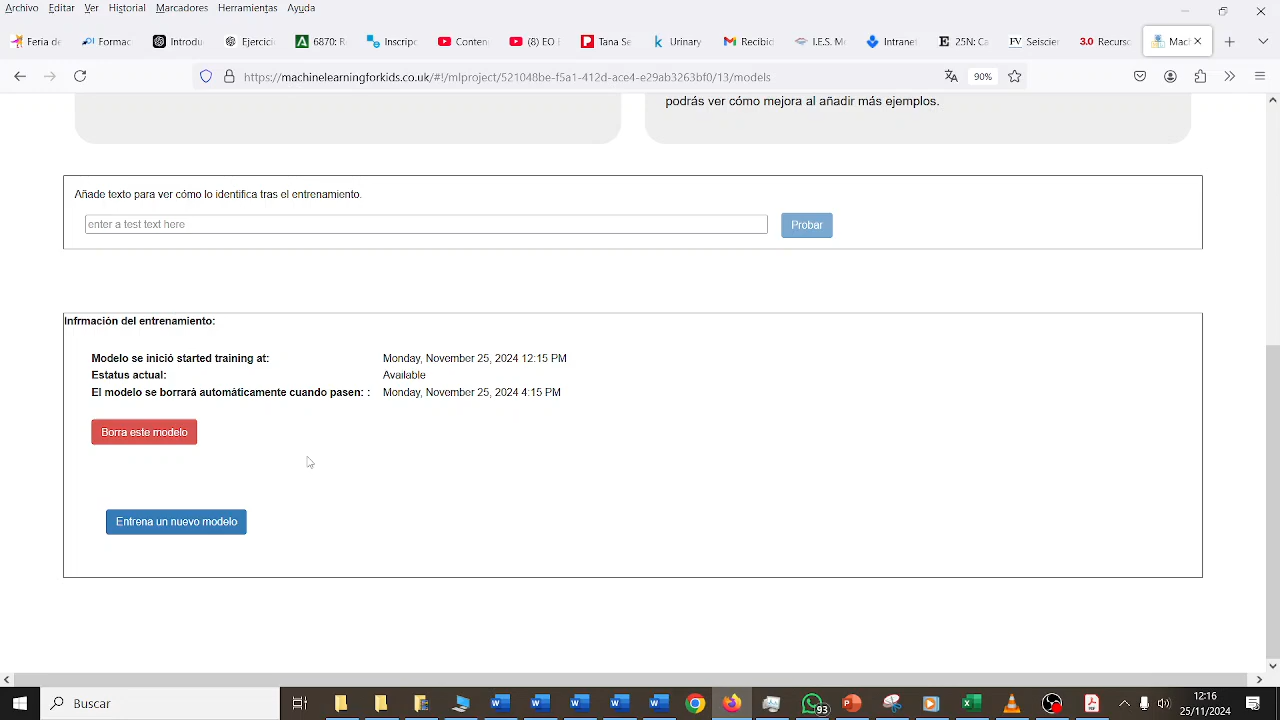 Archivo Editar Ver Historial Marcadores Herramientas Ayuda
Feria de Formac Introdu Ejercici 6870: R Inscripc Conten (8) FO I Tana Se Urinary Recibid I.E.S. M Intranet 25N: Ca Seiscier 3.0 Recurso Mac
https://machinelearningforkids.co.uk/#!/mlproject/521048be-f5a1-412d-ace4-e29ab3263bf0/13/models 90%
podrás ver cómo mejora al añadir más ejemplos.
Añade texto para ver cómo lo identifica tras el entrenamiento.
enter a test text here Probar
Infrmación del entrenamiento:
Modelo se inició started training at: Monday, November 25, 2024 12:15 PM
Estatus actual: Available
El modelo se borrará automáticamente cuando pasen: : Monday, November 25, 2024 4:15 PM
Borra este modelo
Entrena un nuevo modelo
Buscar 93 12:16
25/11/2024